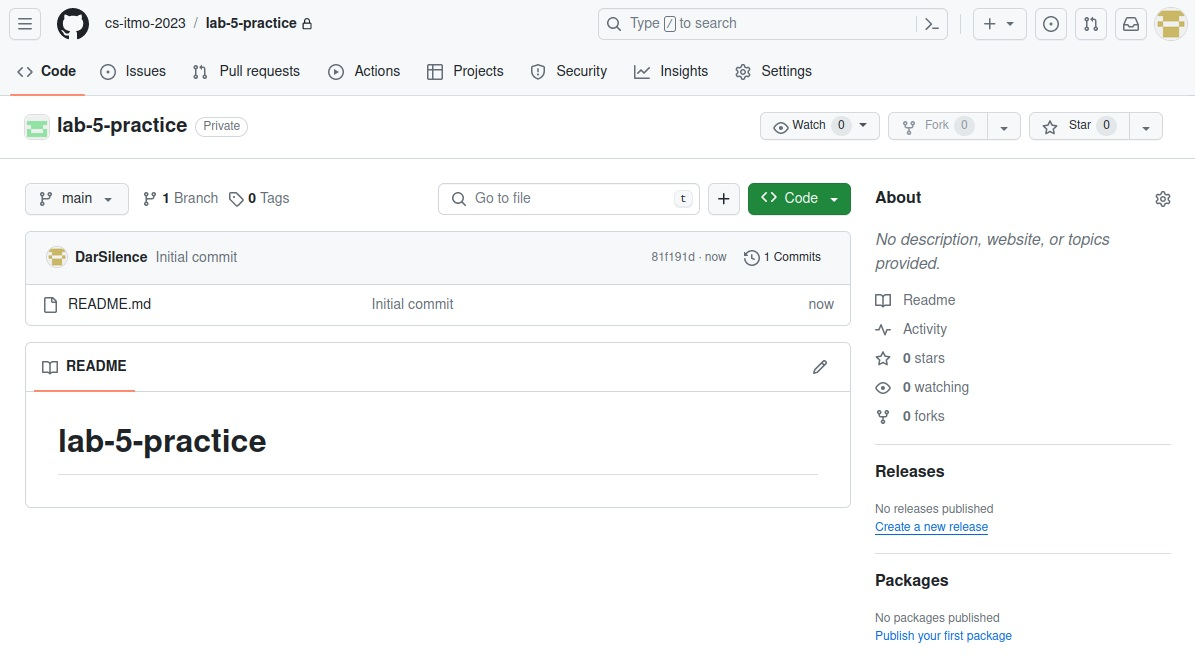 cs-itmo-2023 / lab-5-practice
Type / to search
Code Issues Pull requests Actions Projects Security Insights Settings
lab-5-practice Private
Watch 0 Fork 0 Star 0
main 1 Branch 0 Tags Go to file t + Code
DarSilence Initial commit 81f191d · now 1 Commits
README.md Initial commit now
README
lab-5-practice
About
No description, website, or topics
provided.
Readme
Activity
0 stars
0 watching
0 forks
Releases
No releases published
Create a new release
Packages
No packages published
Publish your first package